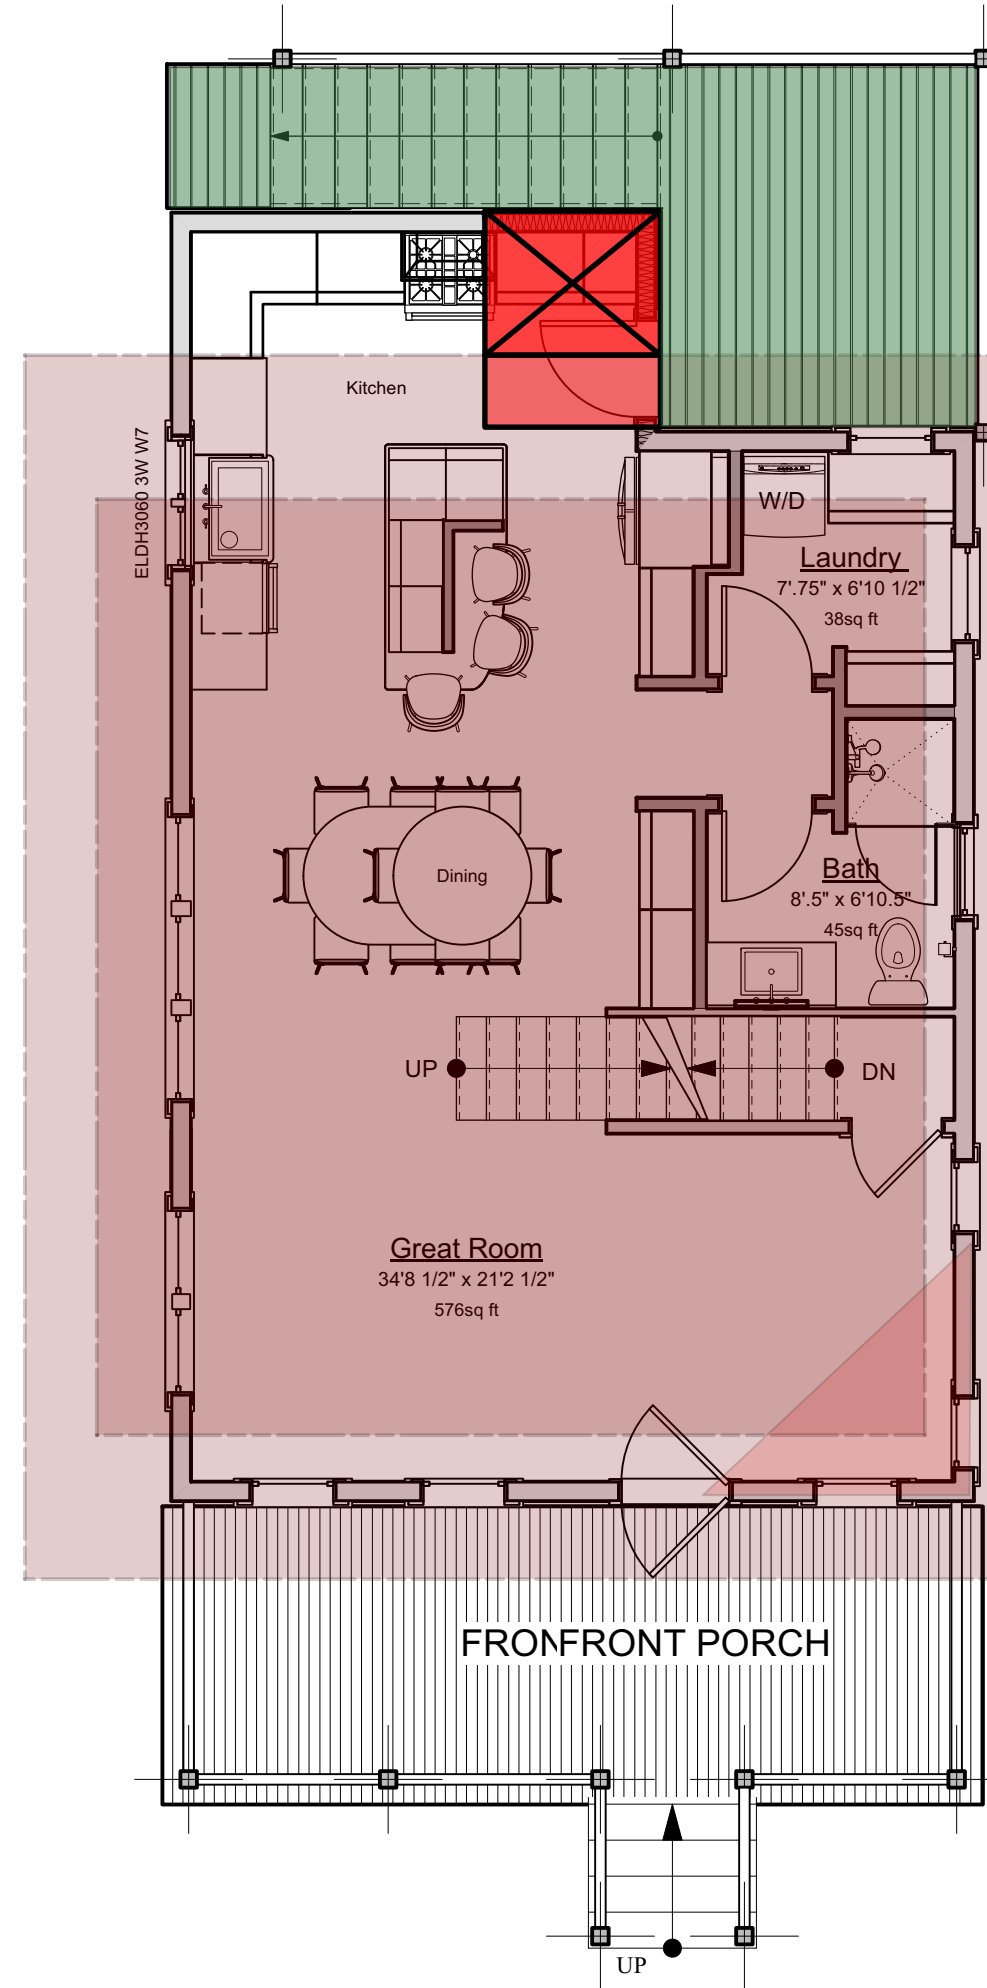 Kitchen
ELDH3060 3W W7
W/D
Laundry
7'.75" x 6'10 1/2"
38sq ft
Dining
Bath
8'.5" x 6'10.5"
45sq ft
UP
DN
Great Room
34'8 1/2" x 21'2 1/2"
576sq ft
FRONFRONT PORCH
UP